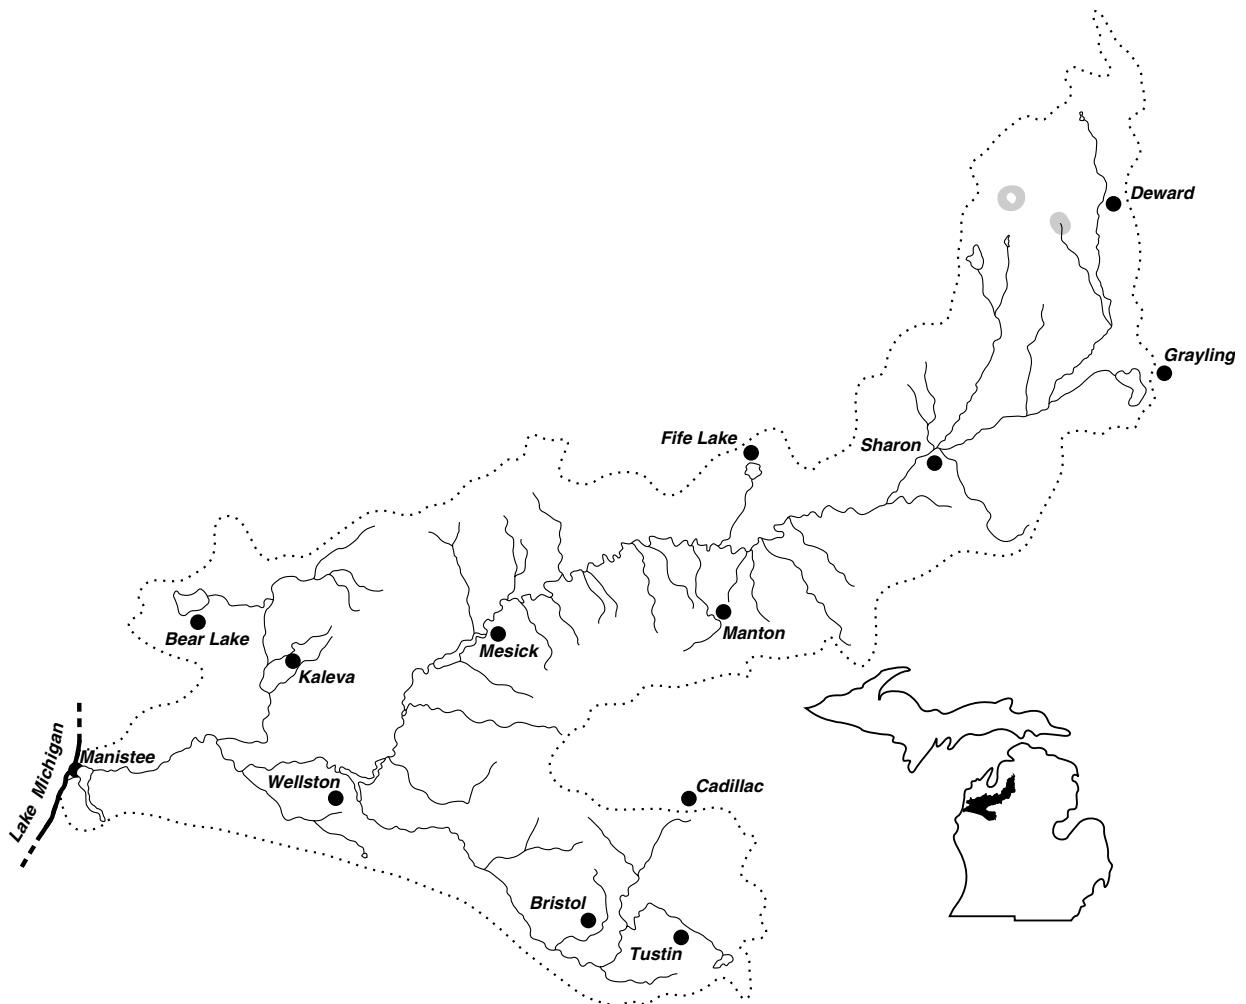 Deward
Grayling
Fife Lake
Sharon
Bear Lake
Manton
Mesick
Kaleva
Lake Michigan
Manistee
Wellston
Cadillac
Bristol
Tustin